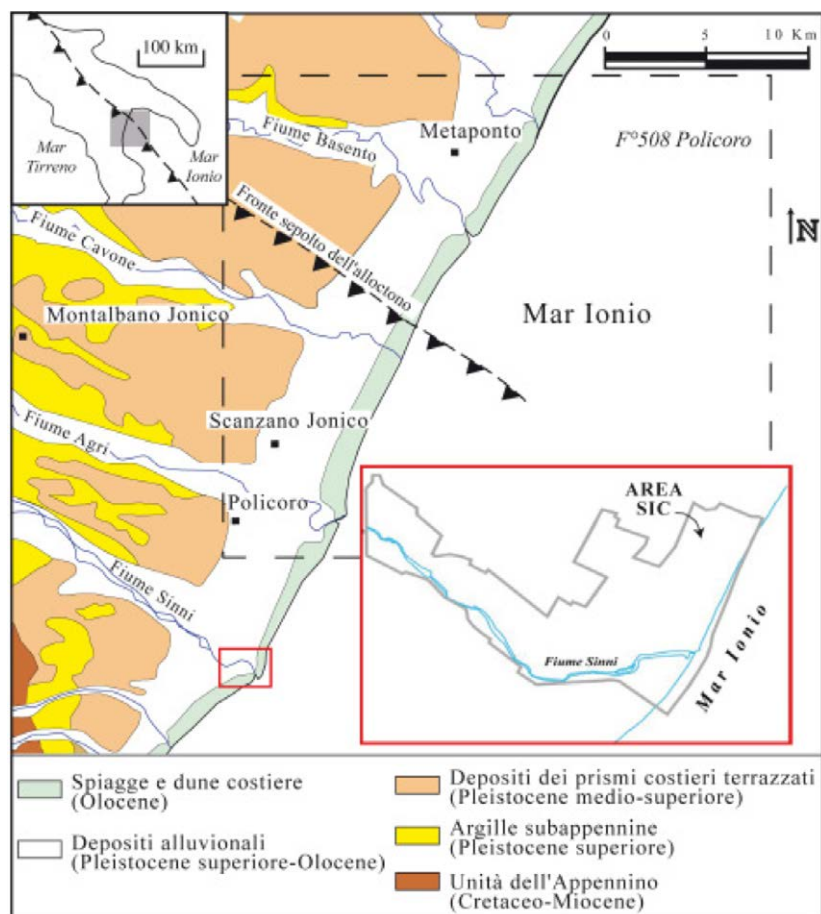 100 km
Mar
Tirreno
Mar
Ionio
0 5 10 Km
F°508 Policoro
N
Metaponto
Fiume Basento
Fronte sepolto dell'alloctono
Fiume Cavone
Mar Ionio
Montalbano Jonico
Scanzano Jonico
Fiume Agri
Policoro
Fiume Sinni
AREA
SIC
Fiume Sinni
Mar Ionio
Spiagge e dune costiere
(Olocene)
Depositi alluvionali
(Pleistocene superiore-Olocene)
Depositi dei prismi costieri terrazzati
(Pleistocene medio-superiore)
Argille subappennine
(Pleistocene superiore)
Unità dell'Appennino
(Cretaceo-Miocene)